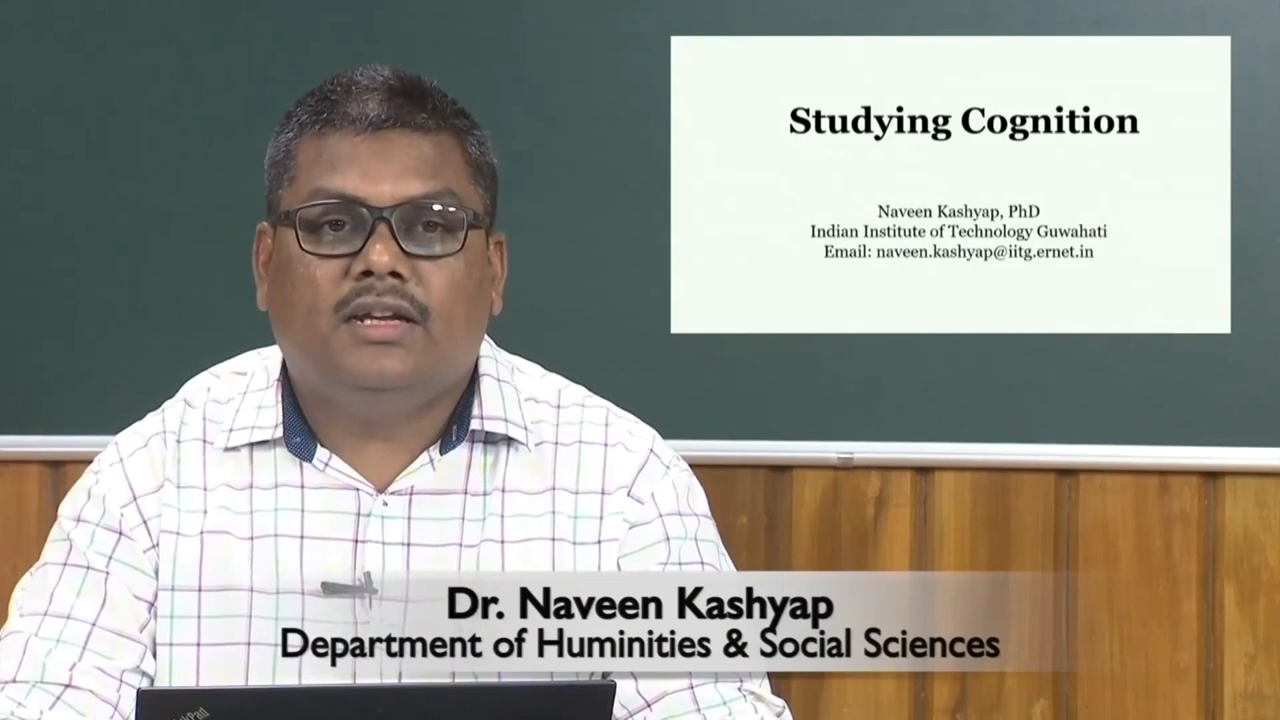 Studying Cognition
Naveen Kashyap, PhD
Indian Institute of Technology Guwahati
Email: naveen.kashyap@iitg.ernet.in
Dr. Naveen Kashyap
Department of Huminities & Social Sciences